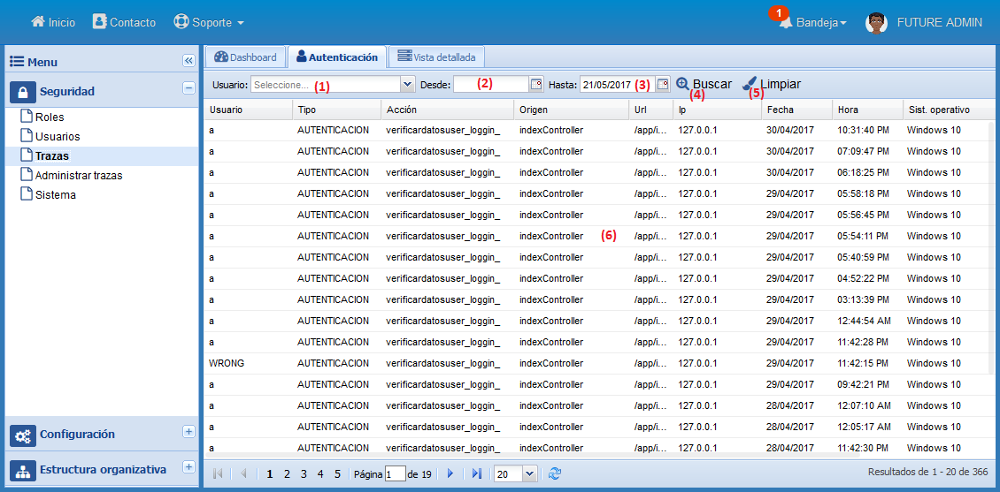 Inicio Contacto Soporte 1 Bandeja FUTURE ADMIN
Menu
Seguridad
Roles
Usuarios
Trazas
Administrar trazas
Sistema
Configuración
Estructura organizativa
Dashboard Autenticación Vista detallada
Usuario: Seleccione... (1) Desde: (2) Hasta: 21/05/2017 (3) Buscar (4) Limpiar (5)
Usuario Tipo Acción Origen Url Ip Fecha Hora Sist. operativo
a AUTENTICACION verificardatosuser_loggin_ indexController /app/i... 127.0.0.1 30/04/2017 10:31:40 PM Windows 10
a AUTENTICACION verificardatosuser_loggin_ indexController /app/i... 127.0.0.1 30/04/2017 07:09:47 PM Windows 10
a AUTENTICACION verificardatosuser_loggin_ indexController /app/i... 127.0.0.1 30/04/2017 06:18:25 PM Windows 10
a AUTENTICACION verificardatosuser_loggin_ indexController /app/i... 127.0.0.1 29/04/2017 05:58:18 PM Windows 10
a AUTENTICACION verificardatosuser_loggin_ indexController /app/i... 127.0.0.1 29/04/2017 05:56:45 PM Windows 10
a AUTENTICACION verificardatosuser_loggin_ indexController (6) /app/i... 127.0.0.1 29/04/2017 05:54:11 PM Windows 10
a AUTENTICACION verificardatosuser_loggin_ indexController /app/i... 127.0.0.1 29/04/2017 05:40:59 PM Windows 10
a AUTENTICACION verificardatosuser_loggin_ indexController /app/i... 127.0.0.1 29/04/2017 04:52:22 PM Windows 10
a AUTENTICACION verificardatosuser_loggin_ indexController /app/i... 127.0.0.1 29/04/2017 03:13:39 PM Windows 10
a AUTENTICACION verificardatosuser_loggin_ indexController /app/i... 127.0.0.1 29/04/2017 12:44:54 AM Windows 10
a AUTENTICACION verificardatosuser_loggin_ indexController /app/i... 127.0.0.1 29/04/2017 11:42:28 PM Windows 10
WRONG AUTENTICACION verificardatosuser_loggin_ indexController /app/i... 127.0.0.1 29/04/2017 11:42:15 PM Windows 10
a AUTENTICACION verificardatosuser_loggin_ indexController /app/i... 127.0.0.1 29/04/2017 09:42:21 PM Windows 10
a AUTENTICACION verificardatosuser_loggin_ indexController /app/i... 127.0.0.1 28/04/2017 12:07:10 AM Windows 10
a AUTENTICACION verificardatosuser_loggin_ indexController /app/i... 127.0.0.1 28/04/2017 12:05:17 AM Windows 10
a AUTENTICACION verificardatosuser_loggin_ indexController /app/i... 127.0.0.1 28/04/2017 11:42:30 PM Windows 10
1 2 3 4 5 Página 1 de 19 20 Resultados de 1 - 20 de 366